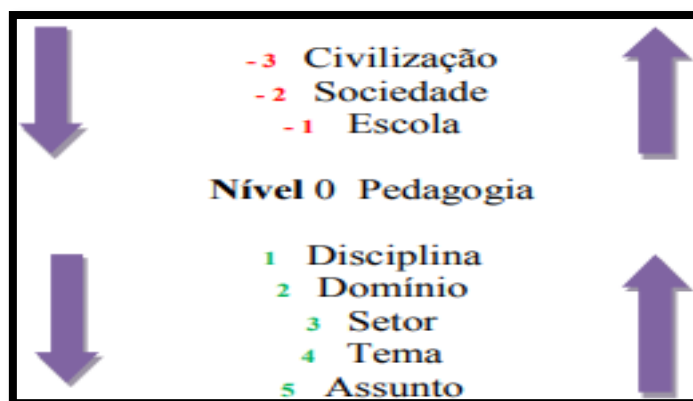 - 3 Civilização
- 2 Sociedade
- 1 Escola
Nível 0 Pedagogia
1 Disciplina
2 Domínio
3 Setor
4 Tema
5 Assunto